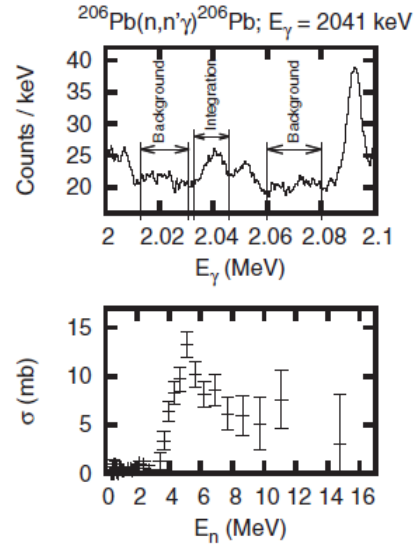 ²⁰⁶Pb(n,n'γ)²⁰⁶Pb; Eγ = 2041 keV
Background
Integration
Background
Counts / keV
40
35
30
25
20
2 2.02 2.04 2.06 2.08 2.1
Eγ (MeV)
σ (mb)
15
10
5
0
0 2 4 6 8 10 12 14 16
Eₙ (MeV)